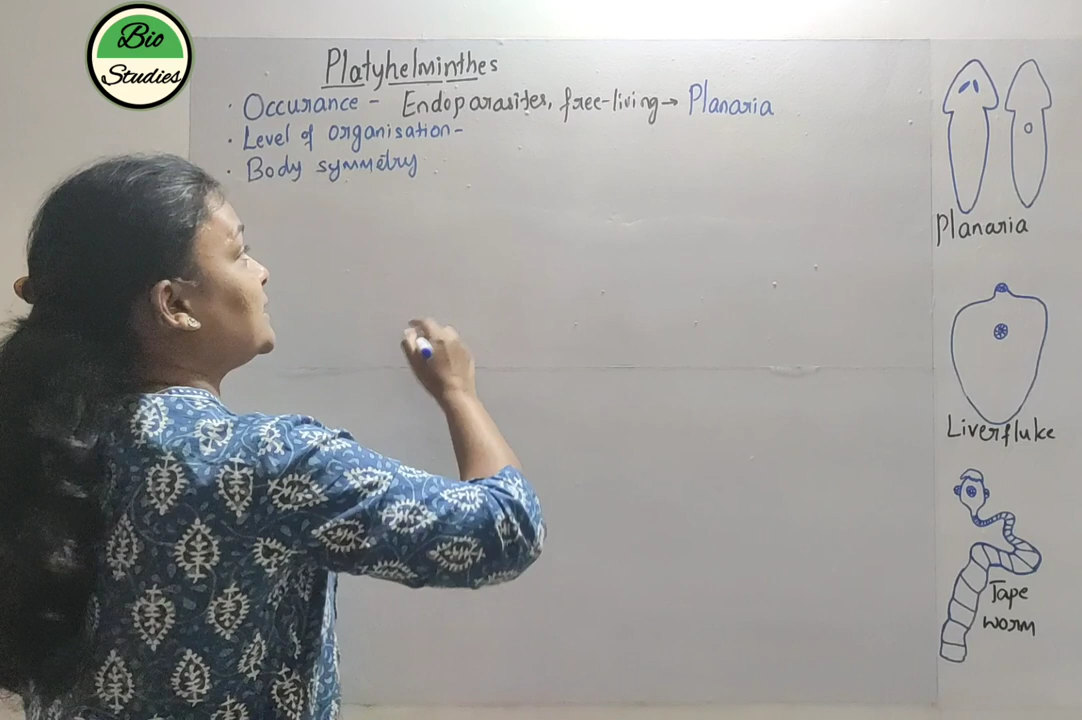 Bio
Studies
Platyhelminthes
· Occurance - Endoparasites, free-living → Planaria
· Level of organisation -
· Body symmetry
Planaria
Liverfluke
Tape
worm